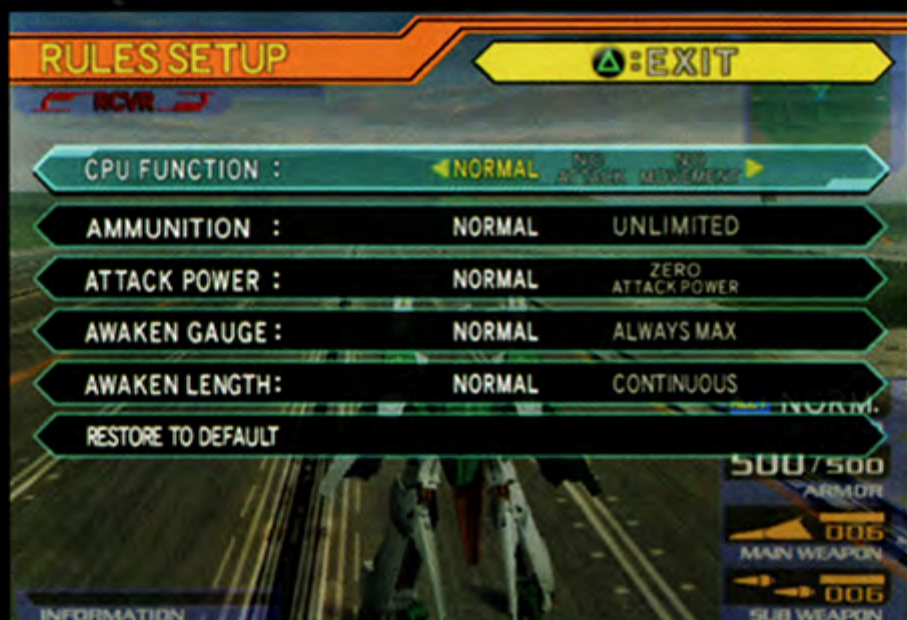 RULES SETUP
△:EXIT
RCVR
CPU FUNCTION : NORMAL NO ATTACK NO MOVEMENT
AMMUNITION : NORMAL UNLIMITED
ATTACK POWER : NORMAL ZERO ATTACK POWER
AWAKEN GAUGE : NORMAL ALWAYS MAX
AWAKEN LENGTH : NORMAL CONTINUOUS
NORM.
RESTORE TO DEFAULT
500/500
ARMOR
006
MAIN WEAPON
006
INFORMATION
SUB WEAPON